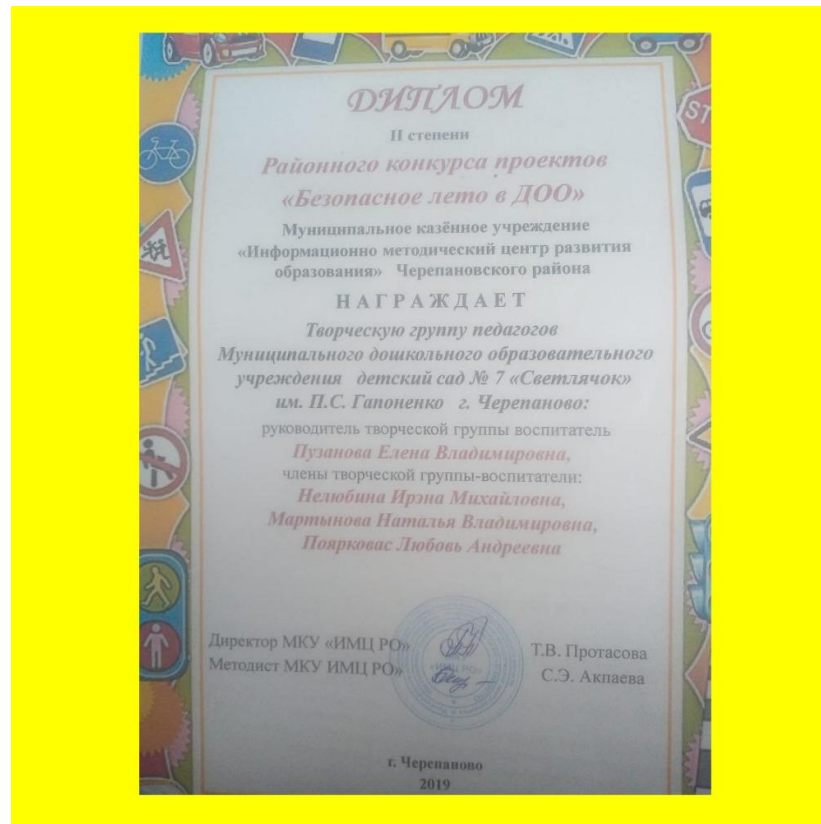 ДИПЛОМ
II степени
Районного конкурса проектов
«Безопасное лето в ДОО»
Муниципальное казённое учреждение
«Информационно методический центр развития
образования» Черепановского района
НАГРАЖДАЕТ
Творческую группу педагогов
Муниципального дошкольного образовательного
учреждения детский сад № 7 «Светлячок»
им. П.С. Гапоненко г. Черепаново:
руководитель творческой группы воспитатель
Пузанова Елена Владимировна,
члены творческой группы-воспитатели:
Нелюбина Ирэна Михайловна,
Мартынова Наталья Владимировна,
Поярковас Любовь Андреевна
Директор МКУ «ИМЦ РО» Т.В. Протасова
Методист МКУ ИМЦ РО» С.Э. Акпаева
«ИМЦ РО»
г. Черепаново
2019